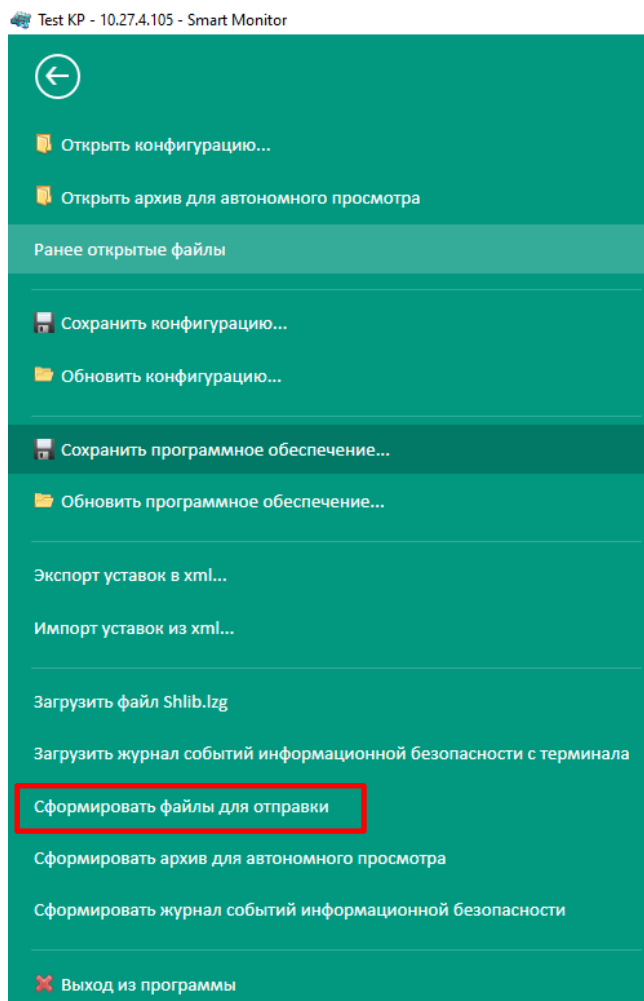 Test KP - 10.27.4.105 - Smart Monitor
Открыть конфигурацию...
Открыть архив для автономного просмотра
Ранее открытые файлы
Сохранить конфигурацию...
Обновить конфигурацию...
Сохранить программное обеспечение...
Обновить программное обеспечение...
Экспорт уставок в xml...
Импорт уставок из xml...
Загрузить файл Shlib.lzg
Загрузить журнал событий информационной безопасности с терминала
Сформировать файлы для отправки
Сформировать архив для автономного просмотра
Сформировать журнал событий информационной безопасности
Выход из программы